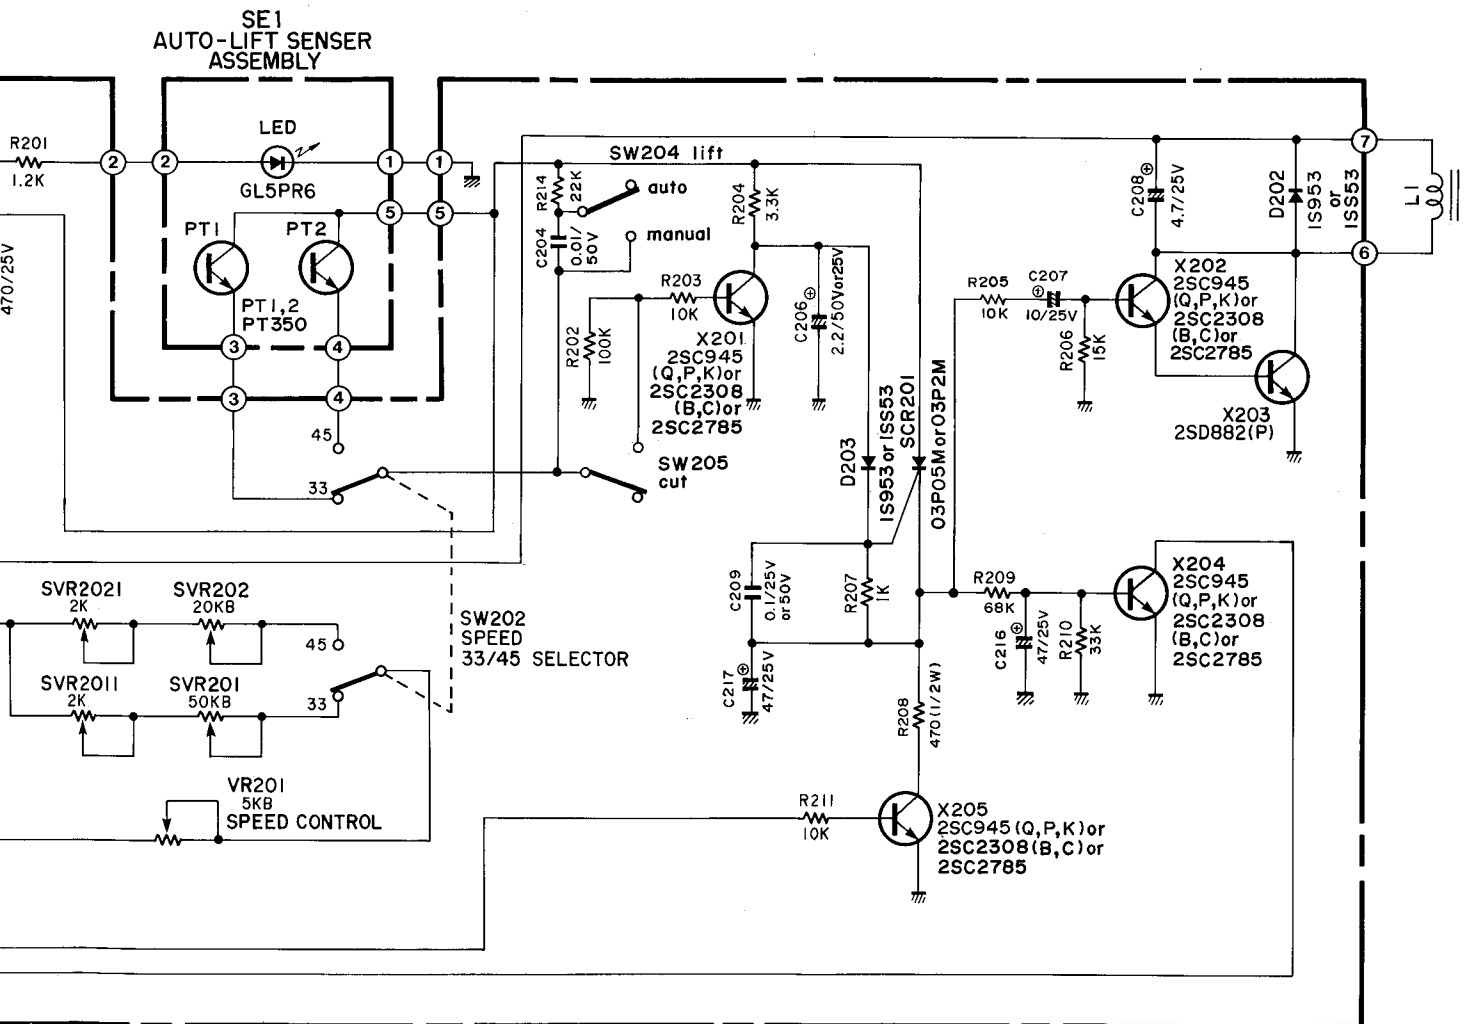 SE1
AUTO-LIFT SENSER
ASSEMBLY
R201
1.2K
2
2
LED
GL5PR6
1
1
5
5
PT1
PT2
PT1,2
PT350
3
4
3
4
470/25V
SW204 lift
auto
manual
R214
22K
C204
0.01/
50V
R204
3.3K
R203
10K
R202
100K
X201
2SC945
(Q,P,K)or
2SC2308
(B,C)or
2SC2785
C206
2.2/50Vor25V
D203
1S953 or 1SS53
SCR201
03P05M or 03P2M
R205
10K
C207
10/25V
R206
15K
C208
4.7/25V
D202
1S953
or
1SS53
7
6
L1
X202
2SC945
(Q,P,K)or
2SC2308
(B,C)or
2SC2785
X203
2SD882(P)
45
33
SW205
cut
SVR2021
2K
SVR202
20KB
45
SW202
SPEED
33/45 SELECTOR
SVR2011
2K
SVR201
50KB
33
VR201
5KB
SPEED CONTROL
C209
0.1/25V
or 50V
R207
1K
C217
47/25V
R208
470(1/2W)
R209
68K
C216
47/25V
R210
33K
X204
2SC945
(Q,P,K)or
2SC2308
(B,C)or
2SC2785
R211
10K
X205
2SC945(Q,P,K)or
2SC2308(B,C)or
2SC2785